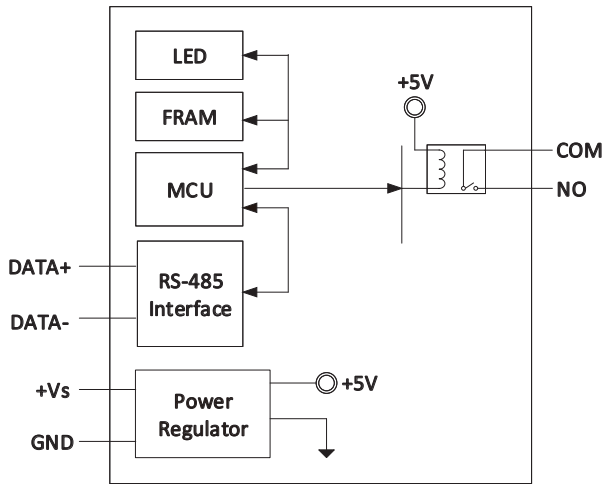 LED
FRAM
MCU
+5V
COM
NO
DATA+
DATA-
RS-485
Interface
+Vs
GND
Power
Regulator
+5V